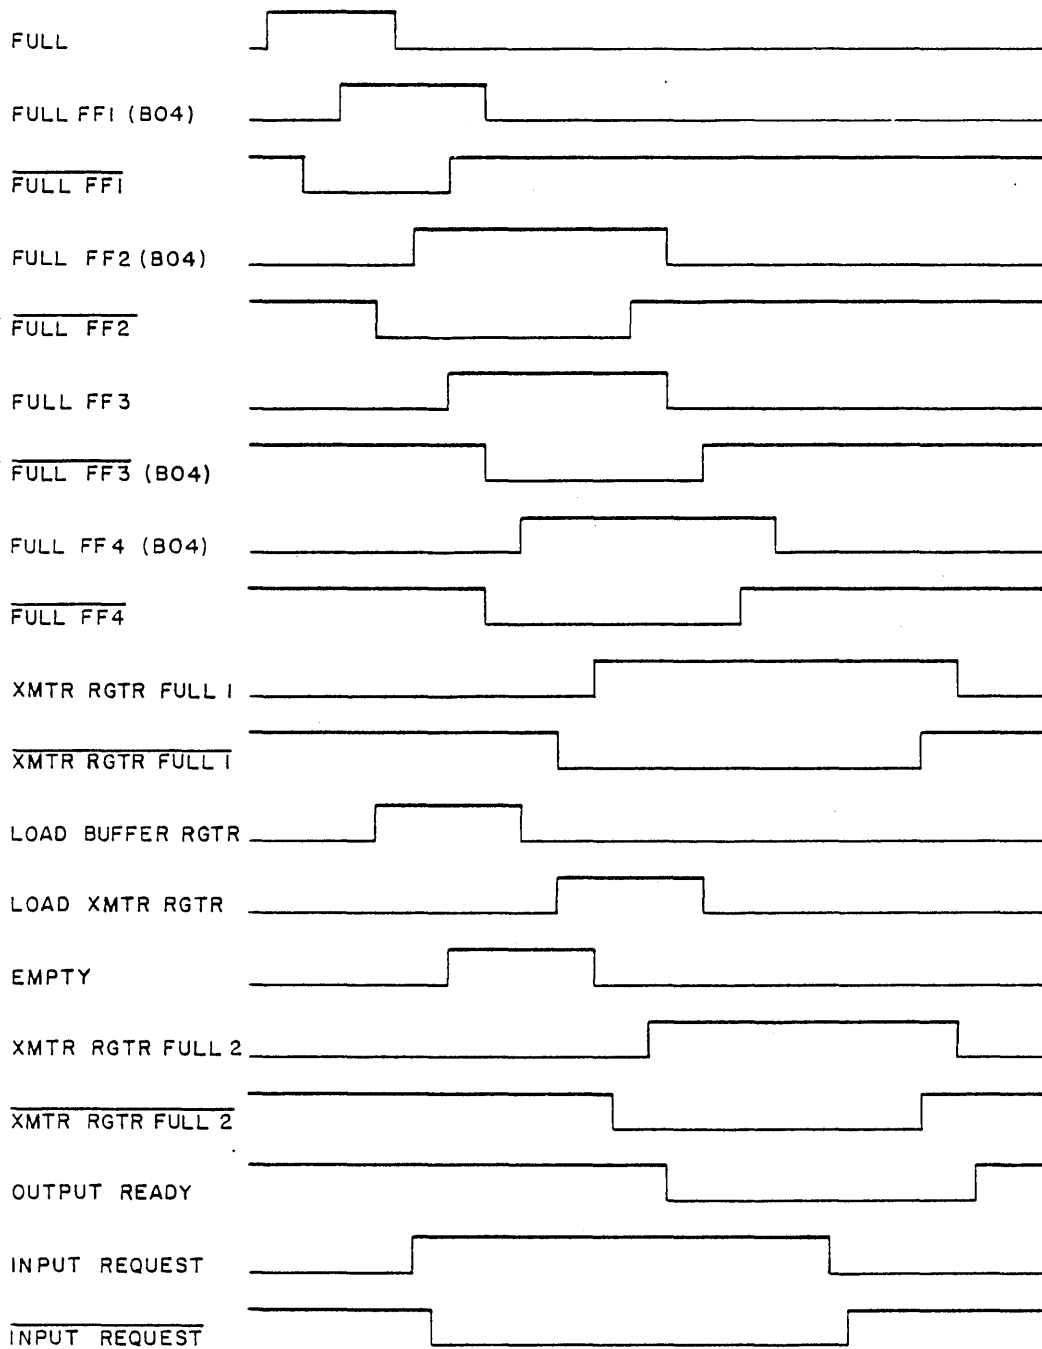 FULL
FULL FF1 (B04)
FULL FF1
FULL FF2 (B04)
FULL FF2
FULL FF3
FULL FF3 (B04)
FULL FF4 (B04)
FULL FF4
XMTR RGTR FULL 1
XMTR RGTR FULL 1
LOAD BUFFER RGTR
LOAD XMTR RGTR
EMPTY
XMTR RGTR FULL 2
XMTR RGTR FULL 2
OUTPUT READY
INPUT REQUEST
INPUT REQUEST